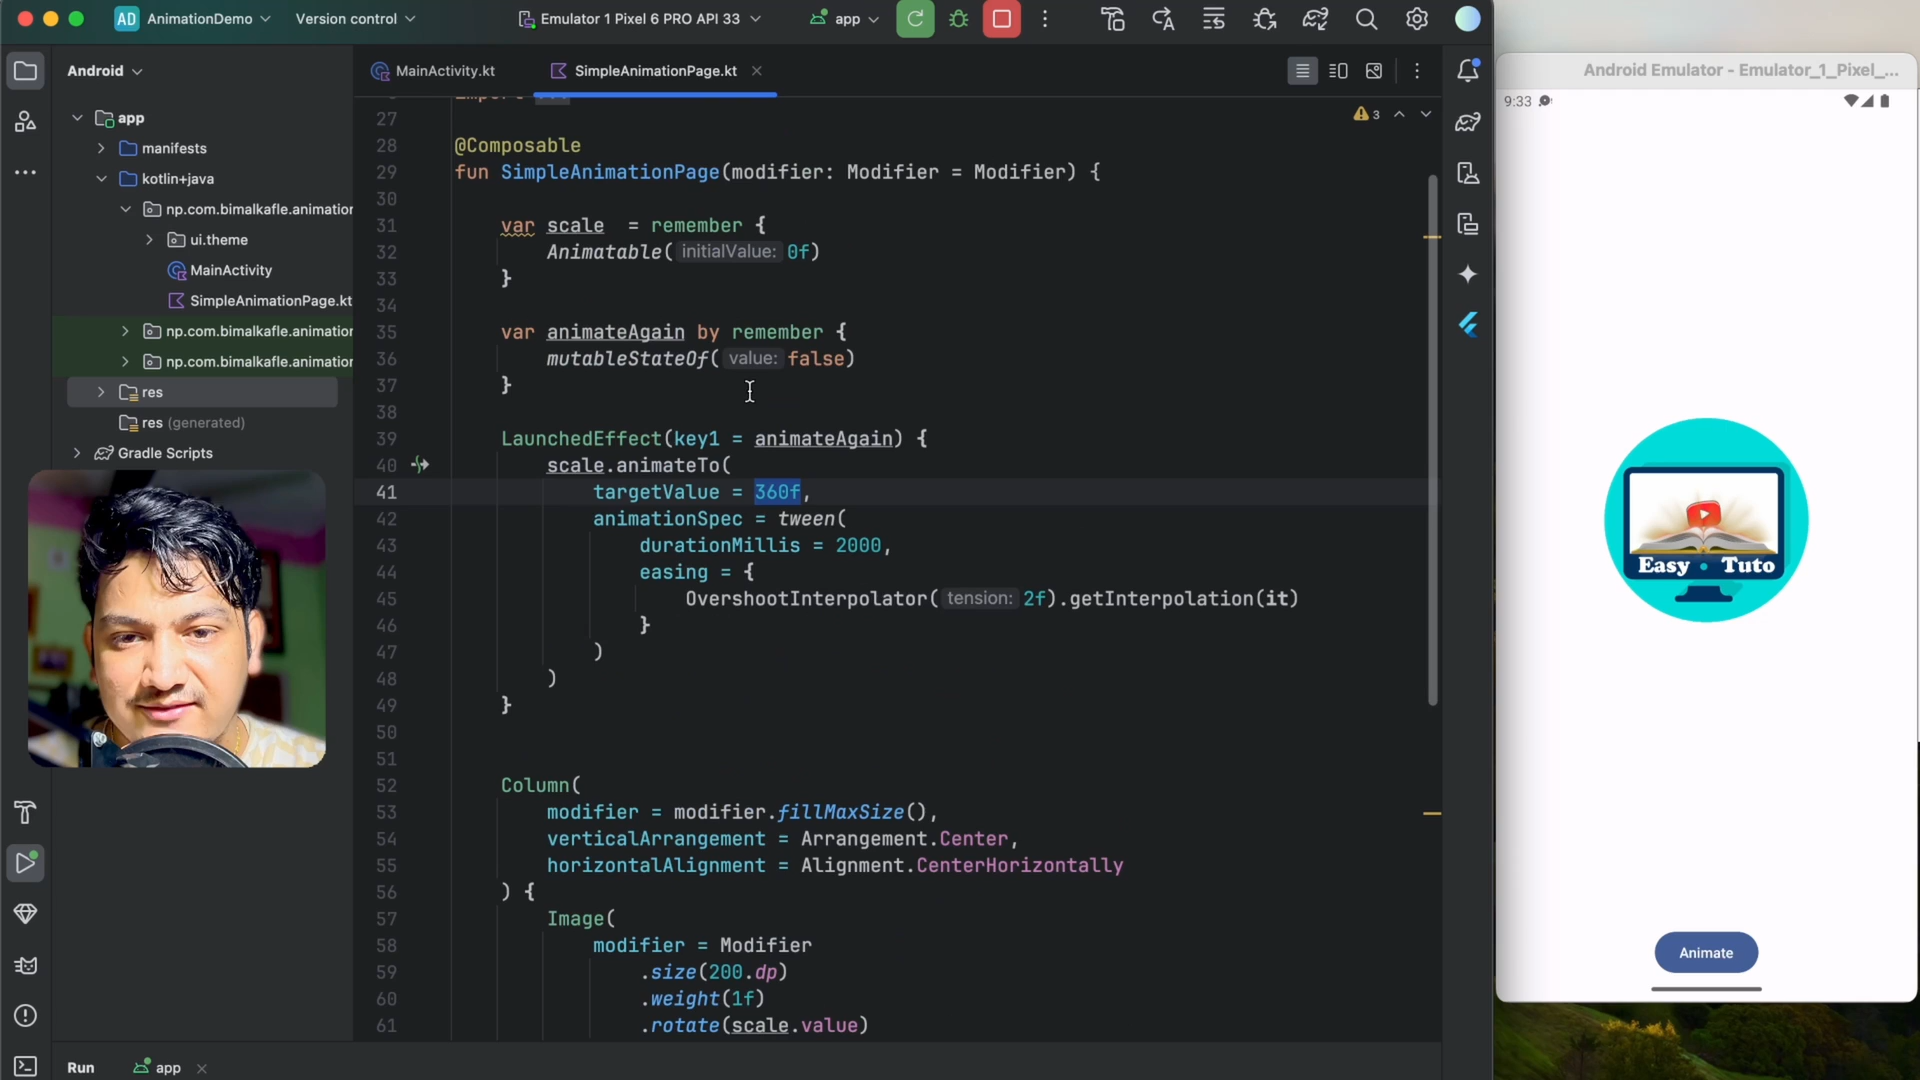 AD AnimationDemo Version control Emulator 1 Pixel 6 PRO API 33 app
Android
MainActivity.kt SimpleAnimationPage.kt
Android Emulator - Emulator_1_Pixel_...
9:33
app
manifests
kotlin+java
np.com.bimalkafle.animation
ui.theme
MainActivity
SimpleAnimationPage.kt
np.com.bimalkafle.animation
np.com.bimalkafle.animation
res
res (generated)
Gradle Scripts
3
27
28 @Composable
29 fun SimpleAnimationPage(modifier: Modifier = Modifier) {
30
31 var scale = remember {
32 Animatable( initialValue: 0f)
33 }
34
35 var animateAgain by remember {
36 mutableStateOf( value: false)
37 }
38
39 LaunchedEffect(key1 = animateAgain) {
40 scale.animateTo(
41 targetValue = 360f,
42 animationSpec = tween(
43 durationMillis = 2000,
44 easing = {
45 OvershootInterpolator( tension: 2f).getInterpolation(it)
46 }
47 )
48 )
49 }
50
51
52 Column(
53 modifier = modifier.fillMaxSize(),
54 verticalArrangement = Arrangement.Center,
55 horizontalAlignment = Alignment.CenterHorizontally
56 ) {
57 Image(
58 modifier = Modifier
59 .size(200.dp)
60 .weight(1f)
61 .rotate(scale.value)
Easy • Tuto
Animate
Run app